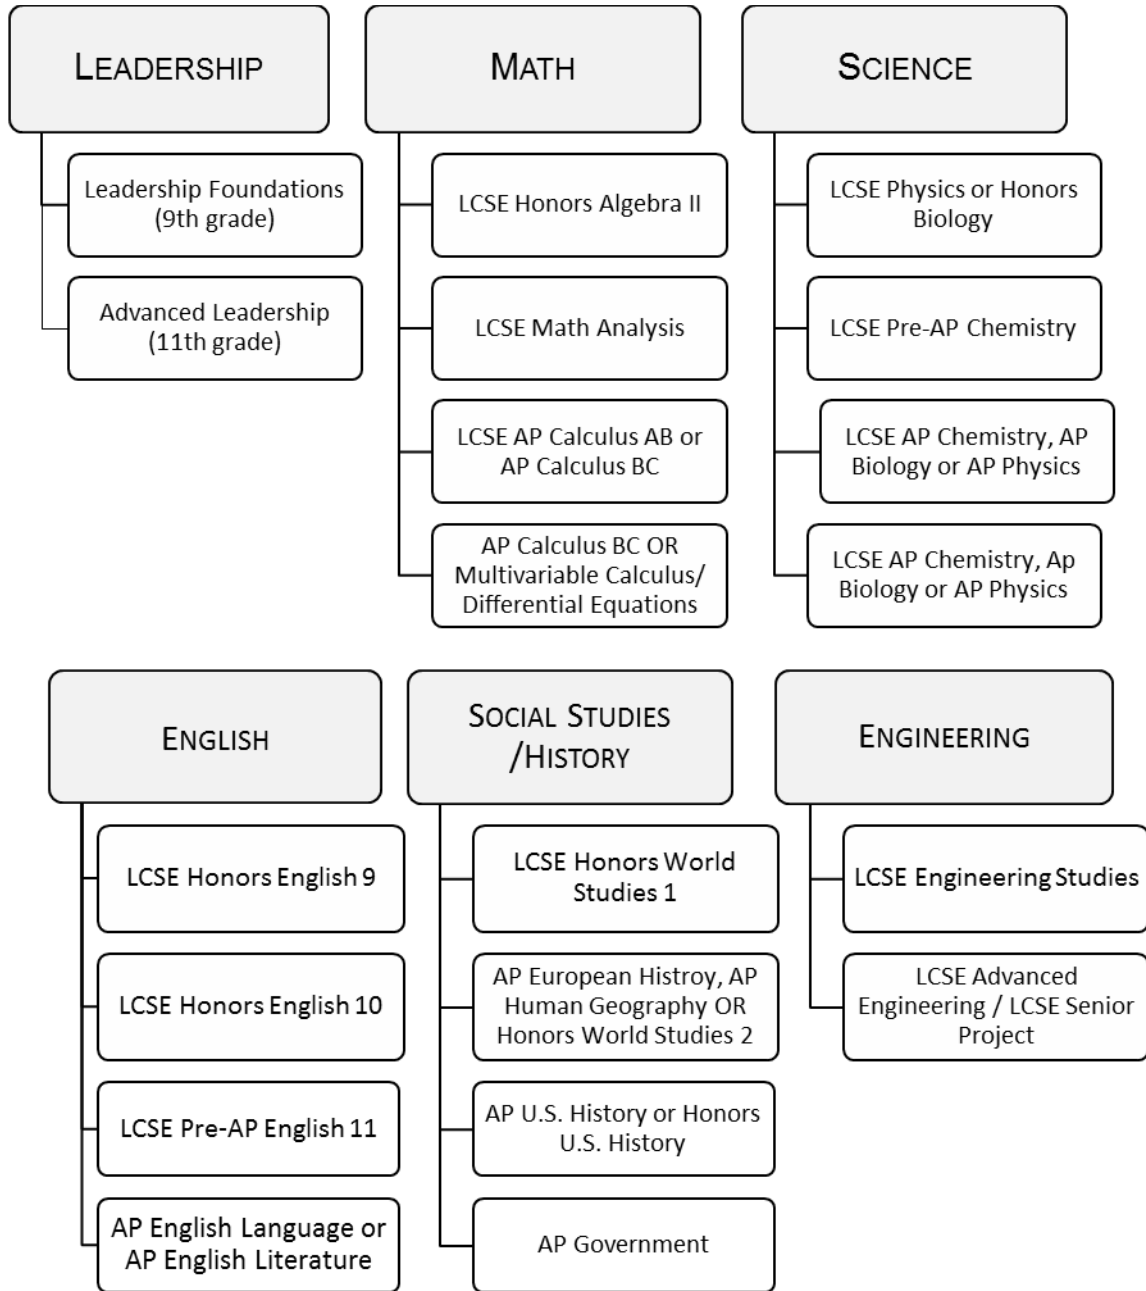 LEADERSHIP
Leadership Foundations
(9th grade)
Advanced Leadership
(11th grade)
MATH
LCSE Honors Algebra II
LCSE Math Analysis
LCSE AP Calculus AB or
AP Calculus BC
AP Calculus BC OR
Multivariable Calculus/
Differential Equations
SCIENCE
LCSE Physics or Honors
Biology
LCSE Pre-AP Chemistry
LCSE AP Chemistry, AP
Biology or AP Physics
LCSE AP Chemistry, Ap
Biology or AP Physics
ENGLISH
LCSE Honors English 9
LCSE Honors English 10
LCSE Pre-AP English 11
AP English Language or
AP English Literature
SOCIAL STUDIES
/HISTORY
LCSE Honors World
Studies 1
AP European Histroy, AP
Human Geography OR
Honors World Studies 2
AP U.S. History or Honors
U.S. History
AP Government
ENGINEERING
LCSE Engineering Studies
LCSE Advanced
Engineering / LCSE Senior
Project